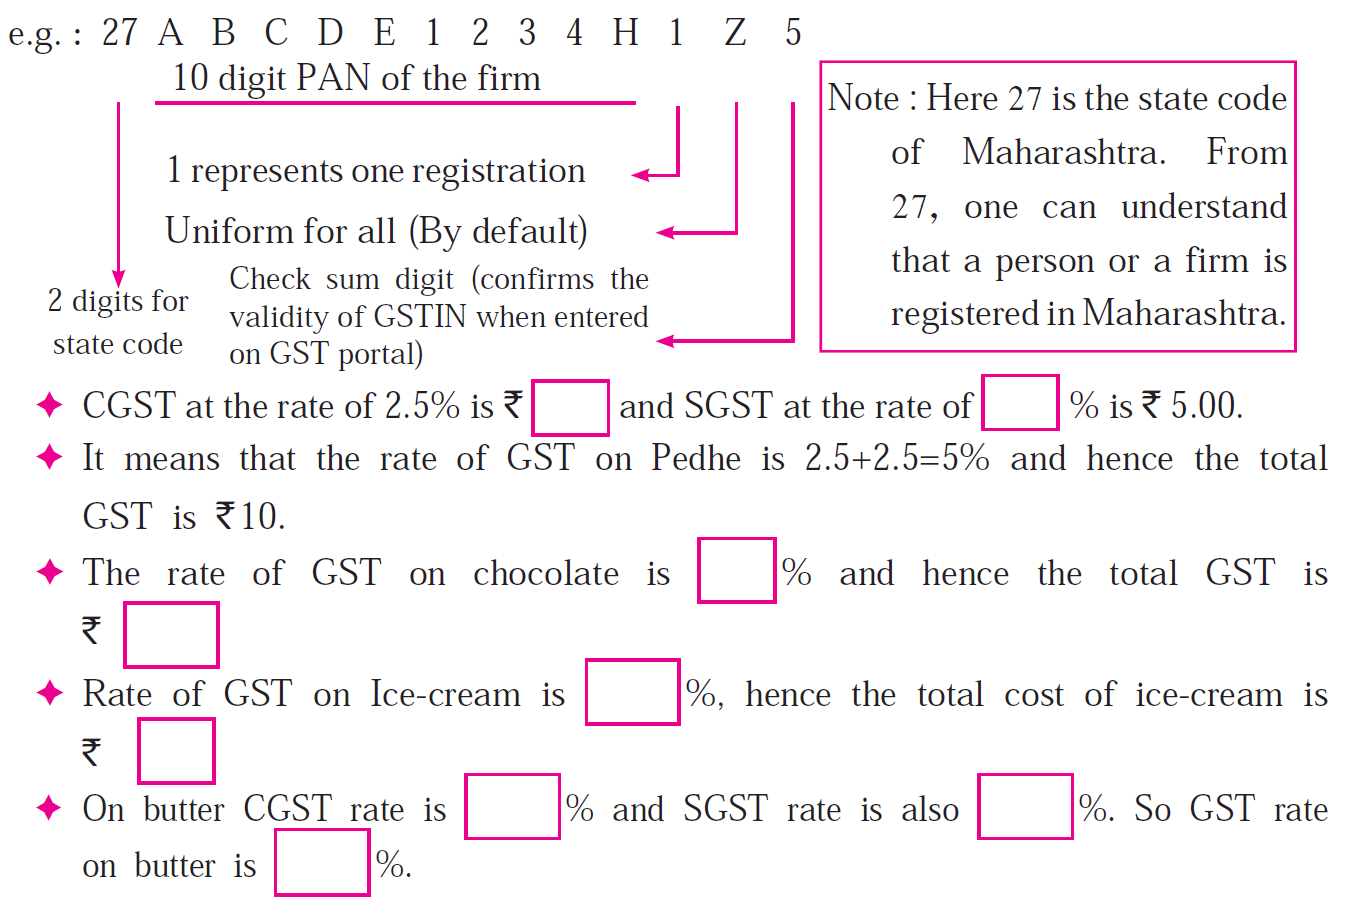 e.g. : 27 A B C D E 1 2 3 4 H 1 Z 5
10 digit PAN of the firm
1 represents one registration
Uniform for all (By default)
2 digits for
state code
Check sum digit (confirms the
validity of GSTIN when entered
on GST portal)
Note : Here 27 is the state code
of Maharashtra. From
27, one can understand
that a person or a firm is
registered in Maharashtra.
CGST at the rate of 2.5% is ₹ and SGST at the rate of % is ₹ 5.00.
It means that the rate of GST on Pedhe is 2.5+2.5=5% and hence the total
GST is ₹10.
The rate of GST on chocolate is % and hence the total GST is
₹
Rate of GST on Ice-cream is %, hence the total cost of ice-cream is
₹
On butter CGST rate is % and SGST rate is also %. So GST rate
on butter is %.